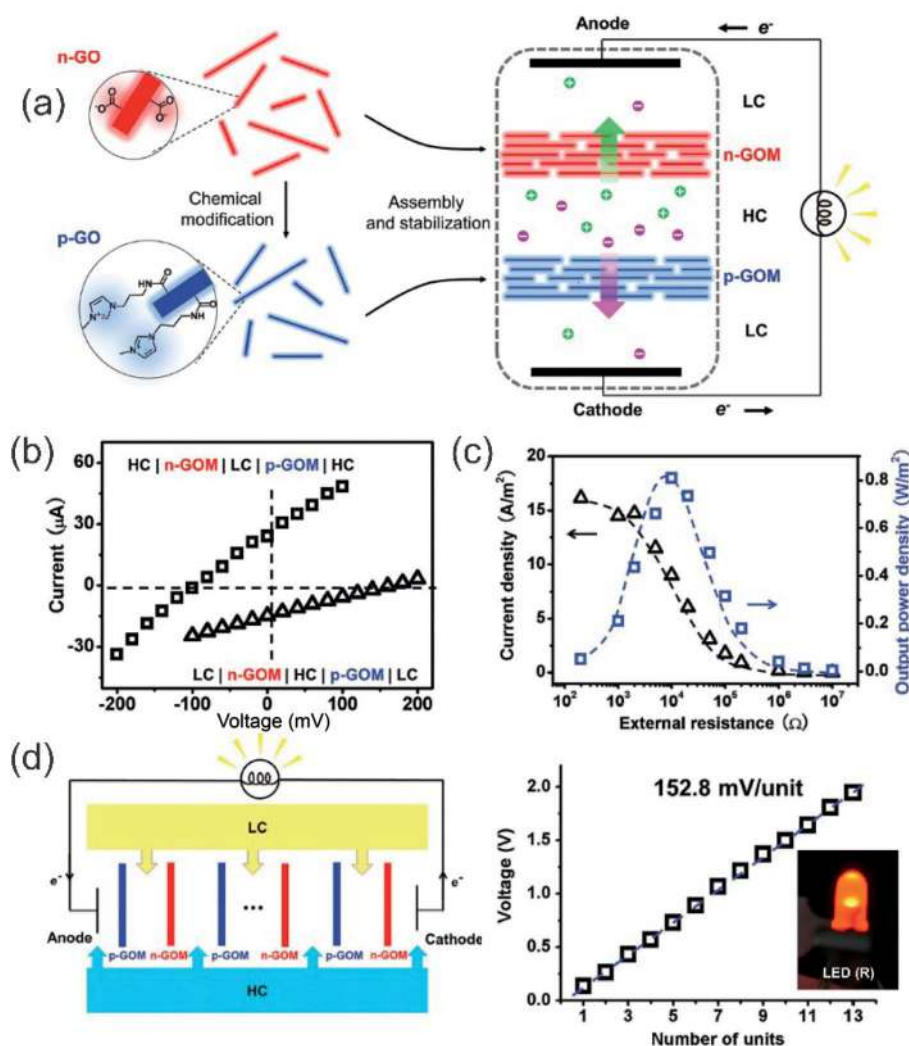 (a)
n-GO
O
⁻O
O
O⁻
Chemical
modification
p-GO
O
NH
O
NH
N
N⁺
N
N⁺
Assembly
and stabilization
Anode
e⁻
LC
n-GOM
HC
p-GOM
LC
Cathode
e⁻
(b)
HC | n-GOM | LC | p-GOM | HC
Current (μA)
60
30
0
-30
LC | n-GOM | HC | p-GOM | LC
-200 -100 0 100 200
Voltage (mV)
(c)
Current density (A/m²)
20
15
10
5
0
Output power density (W/m²)
0.8
0.6
0.4
0.2
0.0
10² 10³ 10⁴ 10⁵ 10⁶ 10⁷
External resistance (Ω)
(d)
LC
e⁻
e⁻
...
Anode
Cathode
p-GOM n-GOM p-GOM n-GOM p-GOM n-GOM
HC
152.8 mV/unit
Voltage (V)
2.0
1.5
1.0
0.5
0.0
LED (R)
1 3 5 7 9 11 13
Number of units